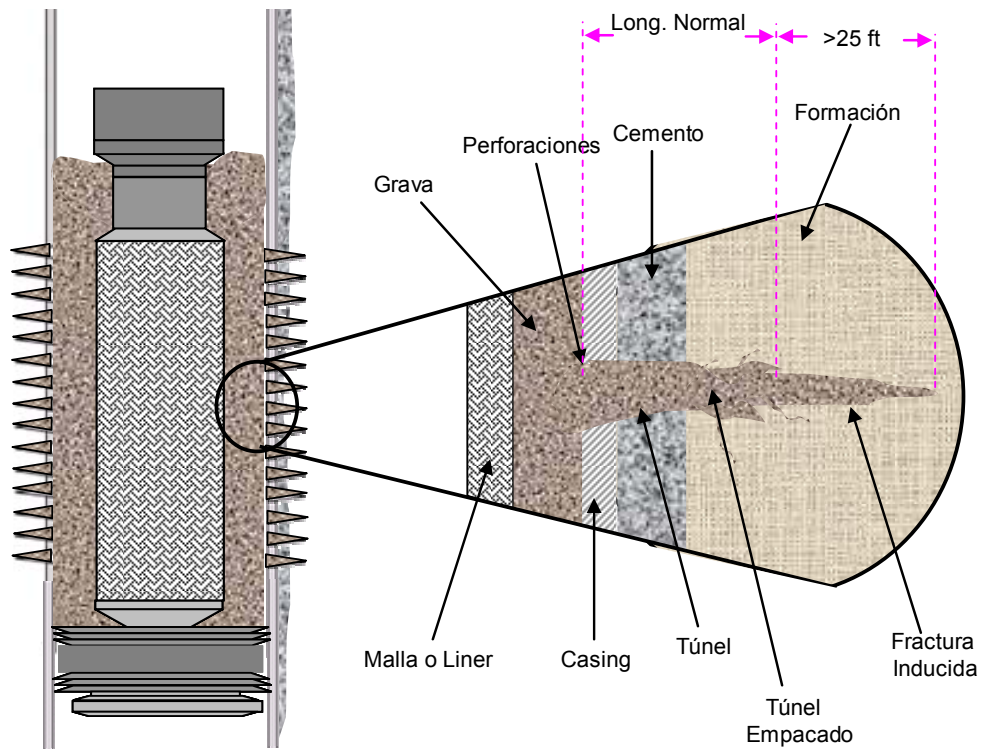 Long. Normal
>25 ft
Formación
Cemento
Perforaciones
Grava
Malla o Liner
Casing
Túnel
Túnel
Empacado
Fractura
Inducida